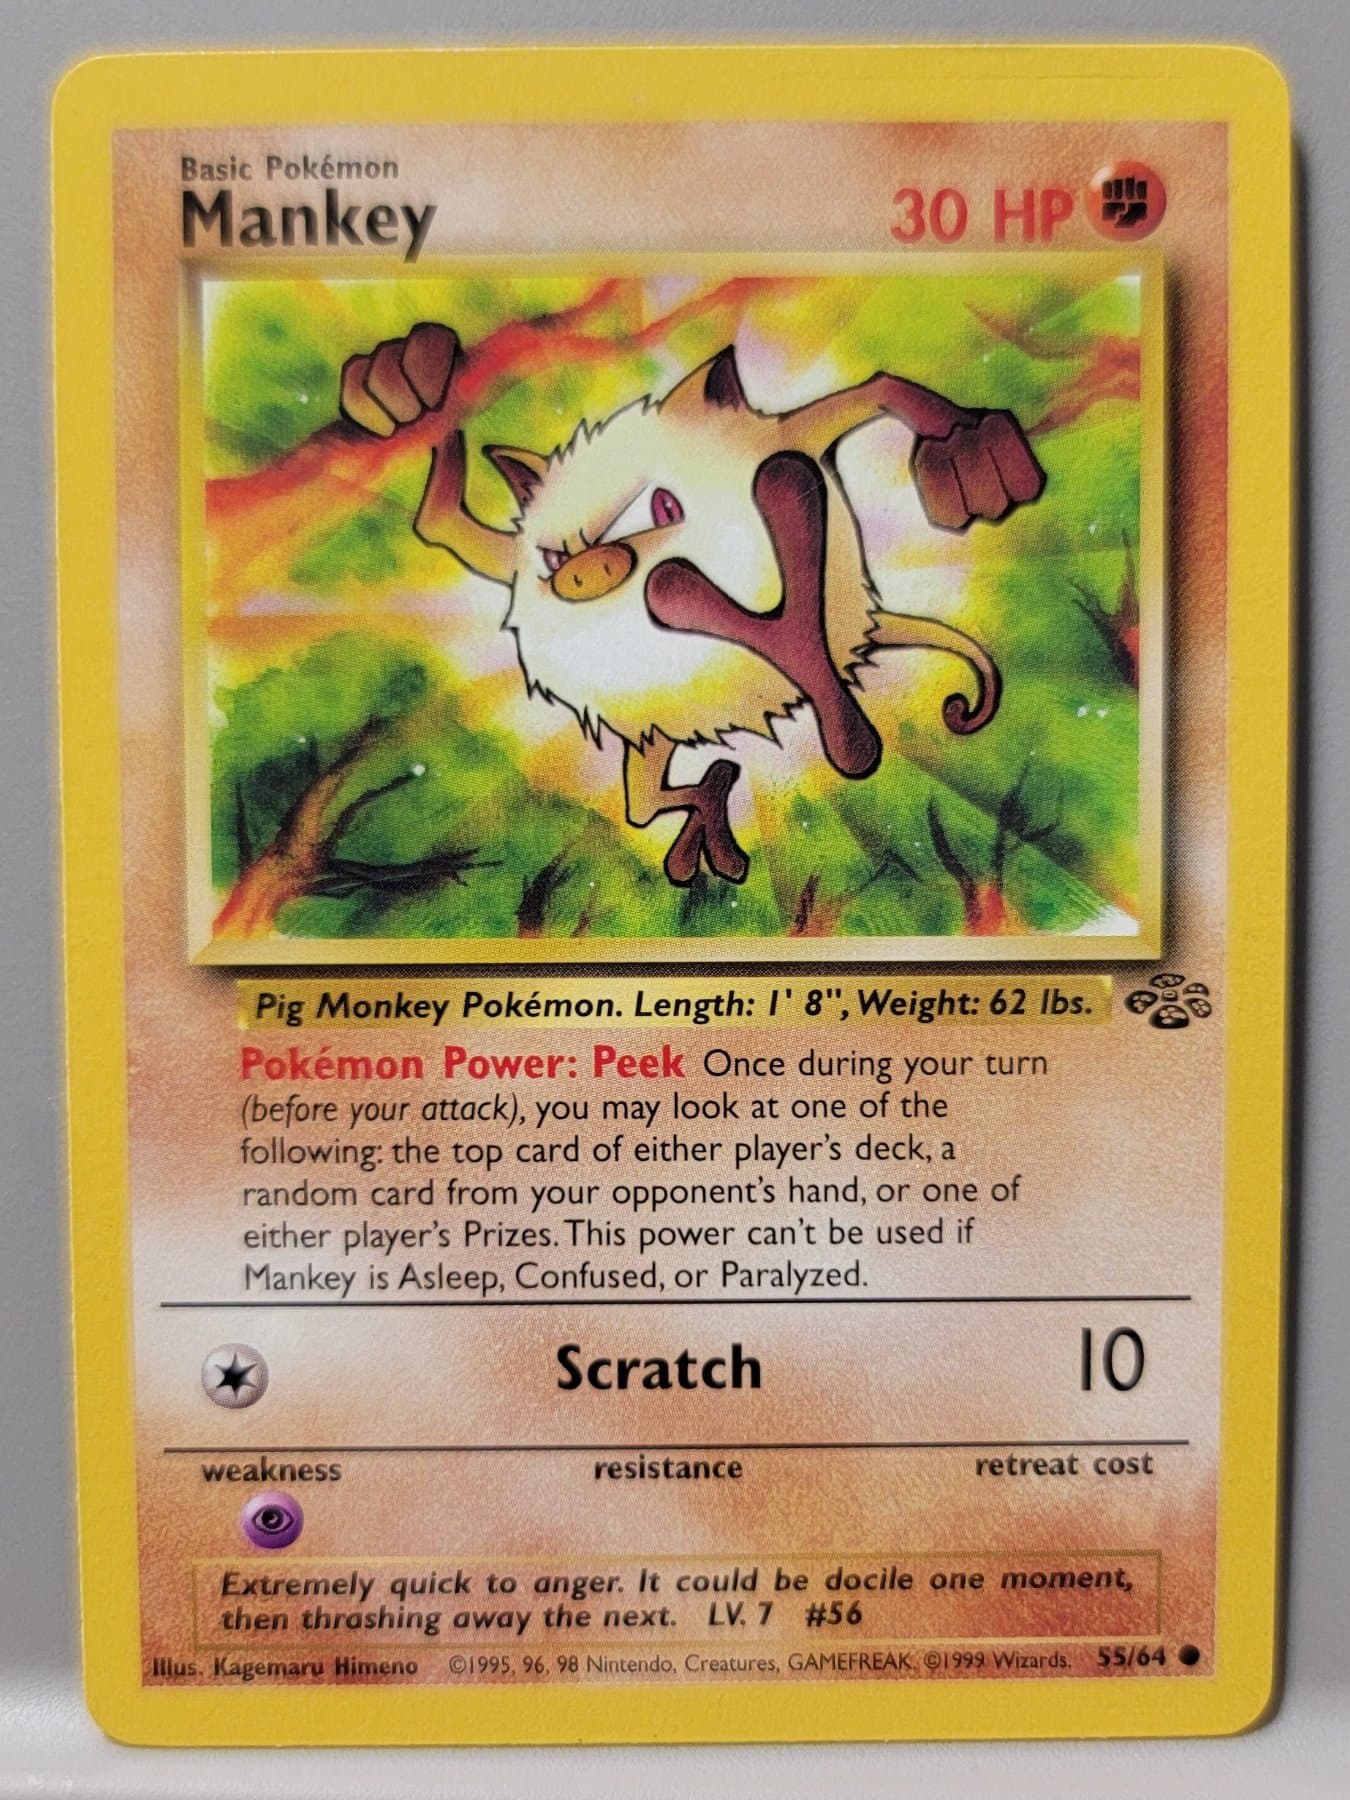 Basic Pokémon
Mankey
30 HP
Pig Monkey Pokémon. Length: 1' 8", Weight: 62 lbs.
Pokémon Power: Peek Once during your turn
(before your attack), you may look at one of the
following: the top card of either player's deck, a
random card from your opponent's hand, or one of
either player's Prizes. This power can't be used if
Mankey is Asleep, Confused, or Paralyzed.
Scratch 10
weakness resistance retreat cost
Extremely quick to anger. It could be docile one moment,
then thrashing away the next. LV. 7 #56
Illus. Kagemaru Himeno ©1995, 96, 98 Nintendo, Creatures, GAMEFREAK. ©1999 Wizards. 55/64